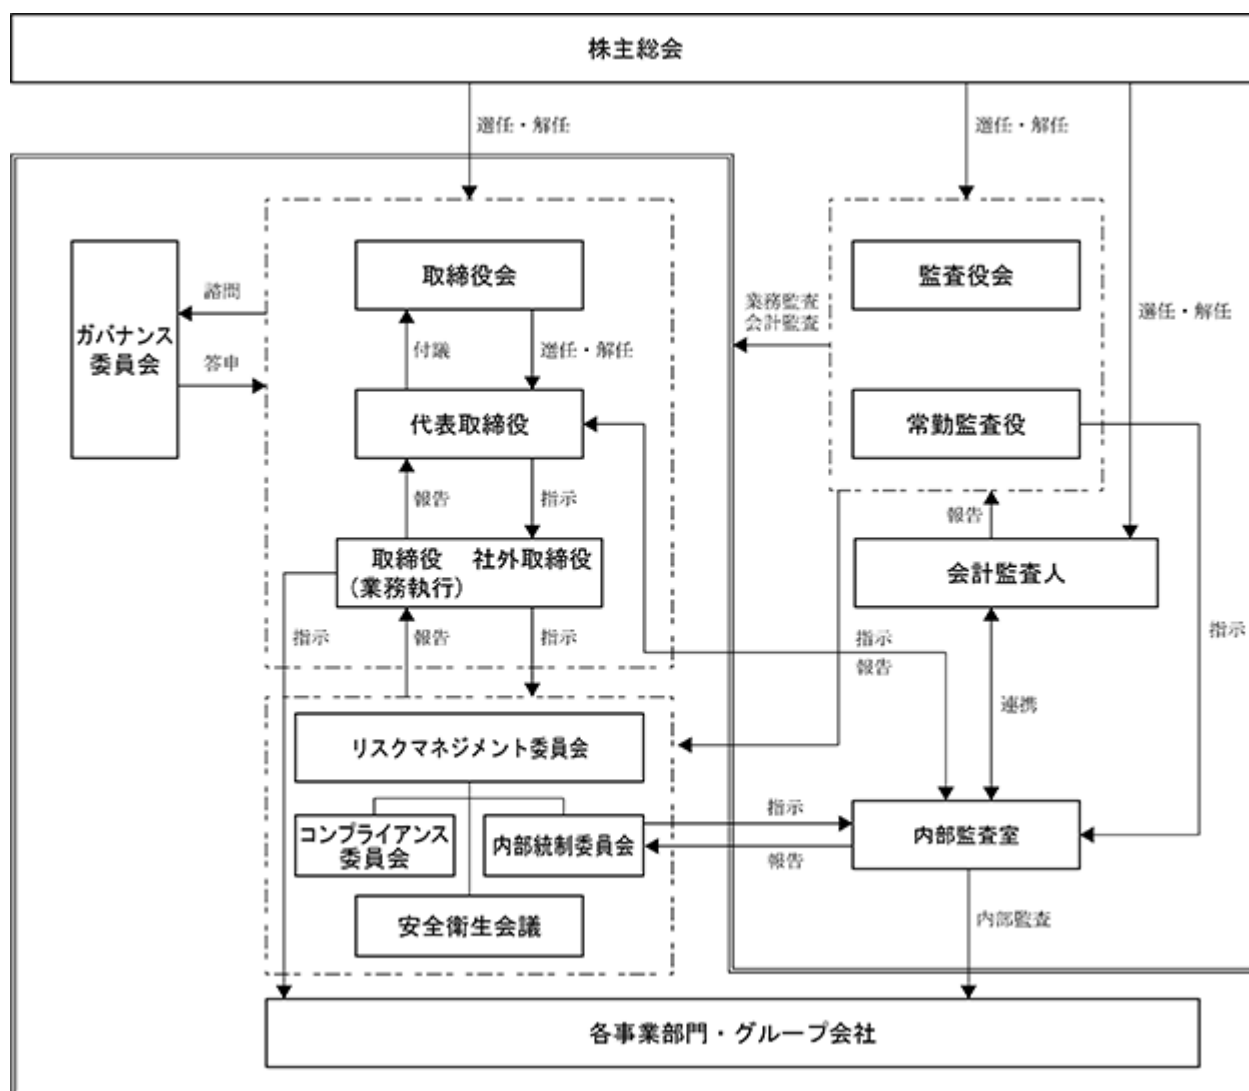 株主総会
選任・解任
選任・解任
選任・解任
ガバナンス
委員会
諮問
答申
取締役会
付議
選任・解任
代表取締役
報告
指示
取締役
(業務執行)
社外取締役
業務監査
会計監査
監査役会
常勤監査役
報告
会計監査人
指示
報告
指示
指示
報告
指示
連携
リスクマネジメント委員会
コンプライアンス
委員会
内部統制委員会
安全衛生会議
指示
報告
内部監査室
内部監査
各事業部門・グループ会社